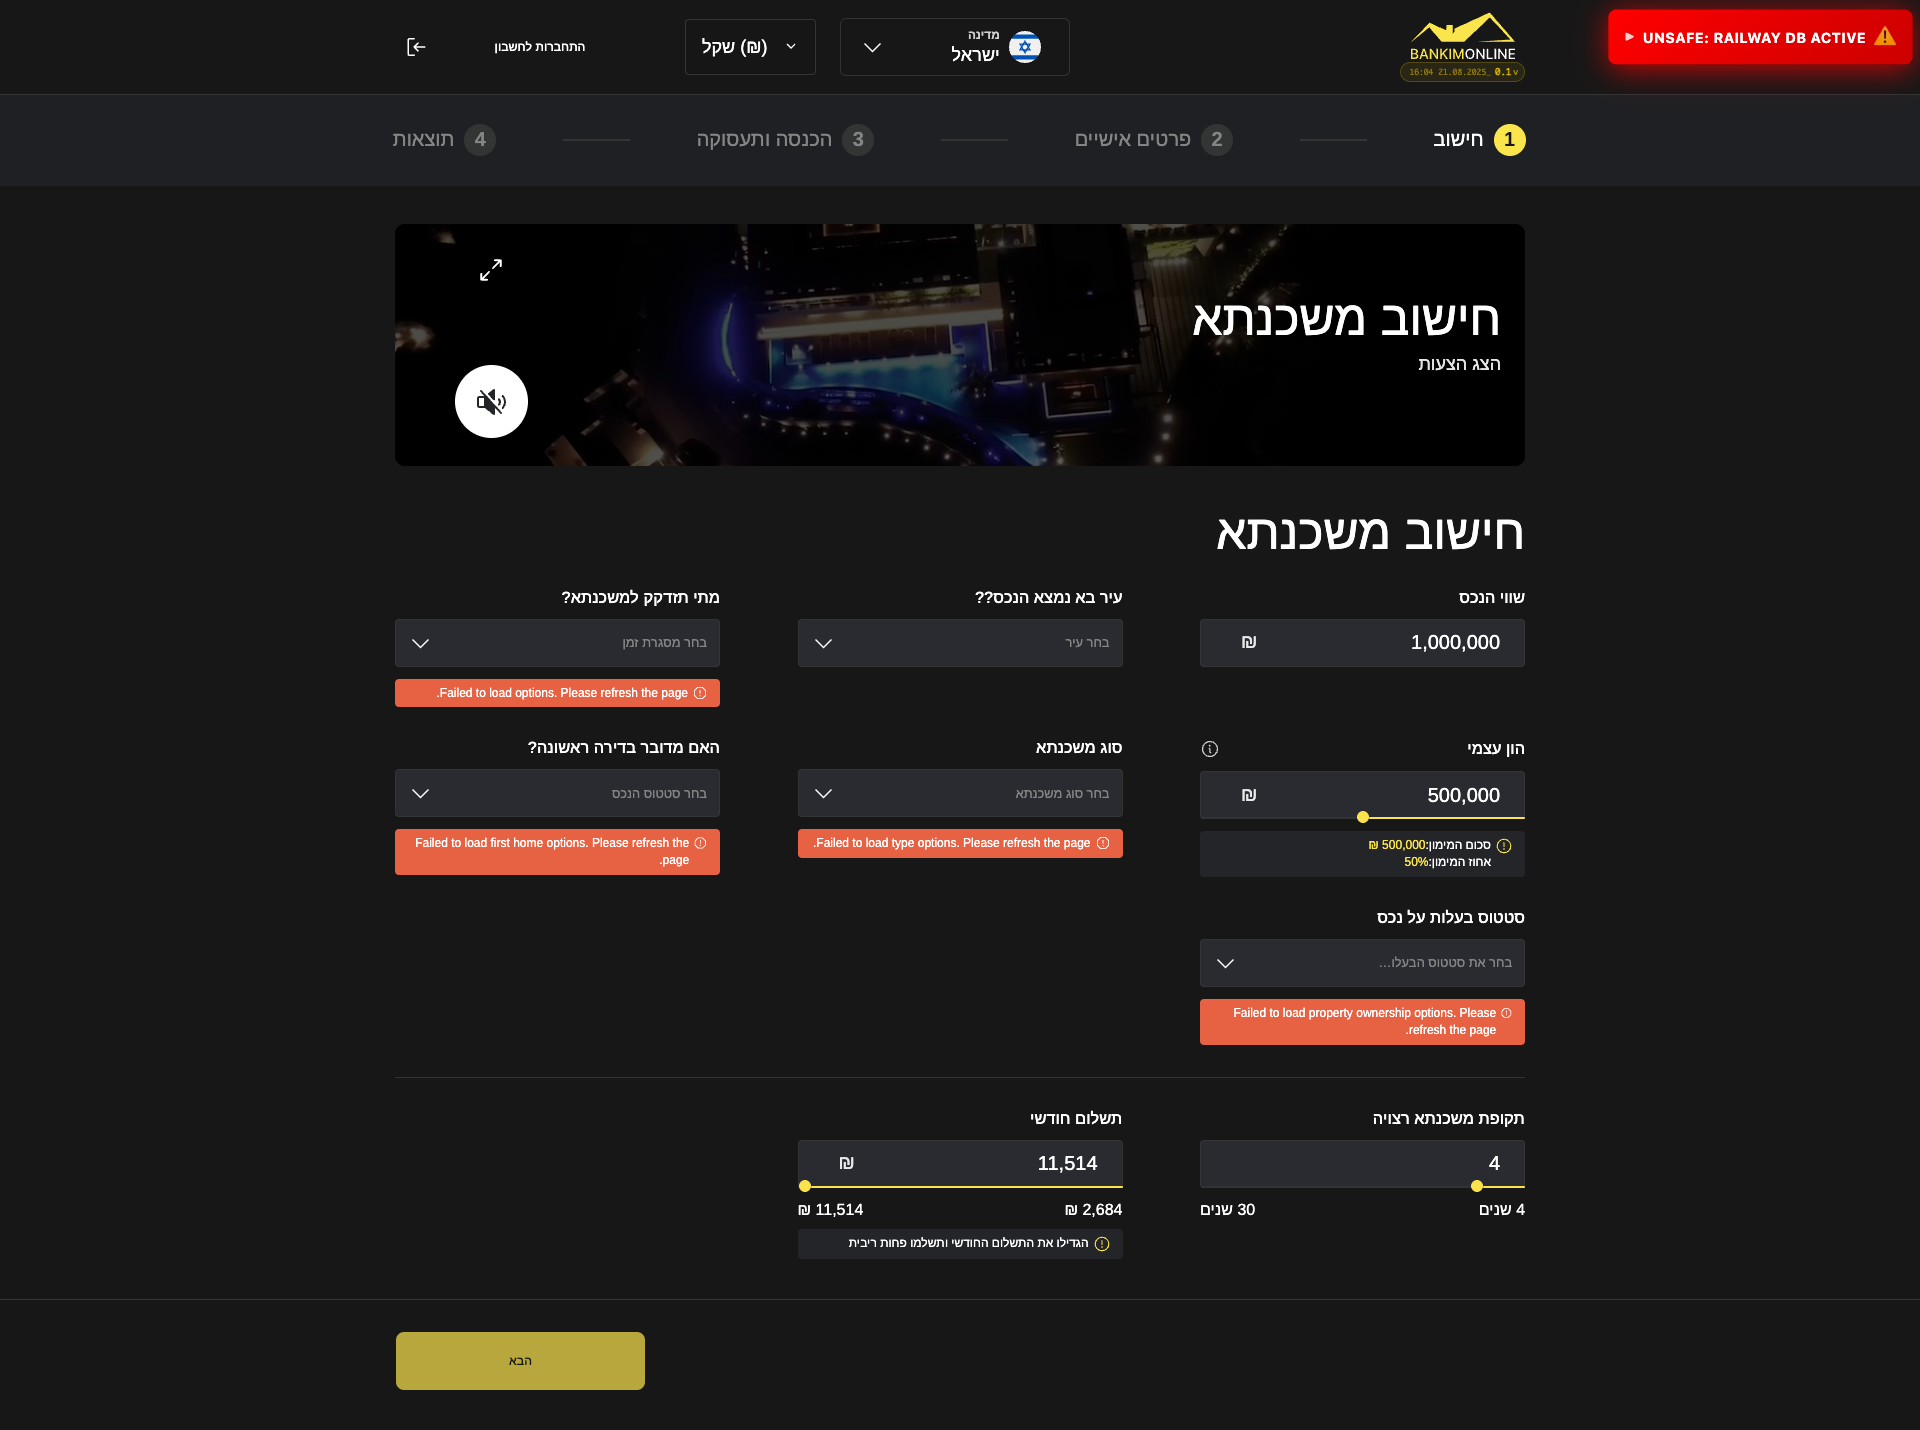 UNSAFE: RAILWAY DB ACTIVE
BANKIMONLINE
v 0.1 _21.08.2025 16:04
מדינה
ישראל
שקל (₪)
התחברות לחשבון
1 חישוב
2 פרטים אישיים
3 הכנסה ותעסוקה
4 תוצאות
חישוב משכנתא
הצג הצעות
חישוב משכנתא
שווי הנכס
1,000,000 ₪
עיר בא נמצא הנכס??
בחר עיר
מתי תזדקק למשכנתא?
בחר מסגרת זמן
Failed to load options. Please refresh the page.
הון עצמי
500,000 ₪
סכום המימון:500,000 ₪
אחוז המימון:50%
סוג משכנתא
בחר סוג משכנתא
Failed to load type options. Please refresh the page.
האם מדובר בדירה ראשונה?
בחר סטטוס הנכס
Failed to load first home options. Please refresh the
page.
סטטוס בעלות על נכס
בחר את סטטוס הבעלו...
Failed to load property ownership options. Please
refresh the page.
תקופת משכנתא רצויה
4
4 שנים
30 שנים
תשלום חודשי
11,514 ₪
2,684 ₪
11,514 ₪
הגדילו את התשלום החודשי ותשלמו פחות ריבית
הבא